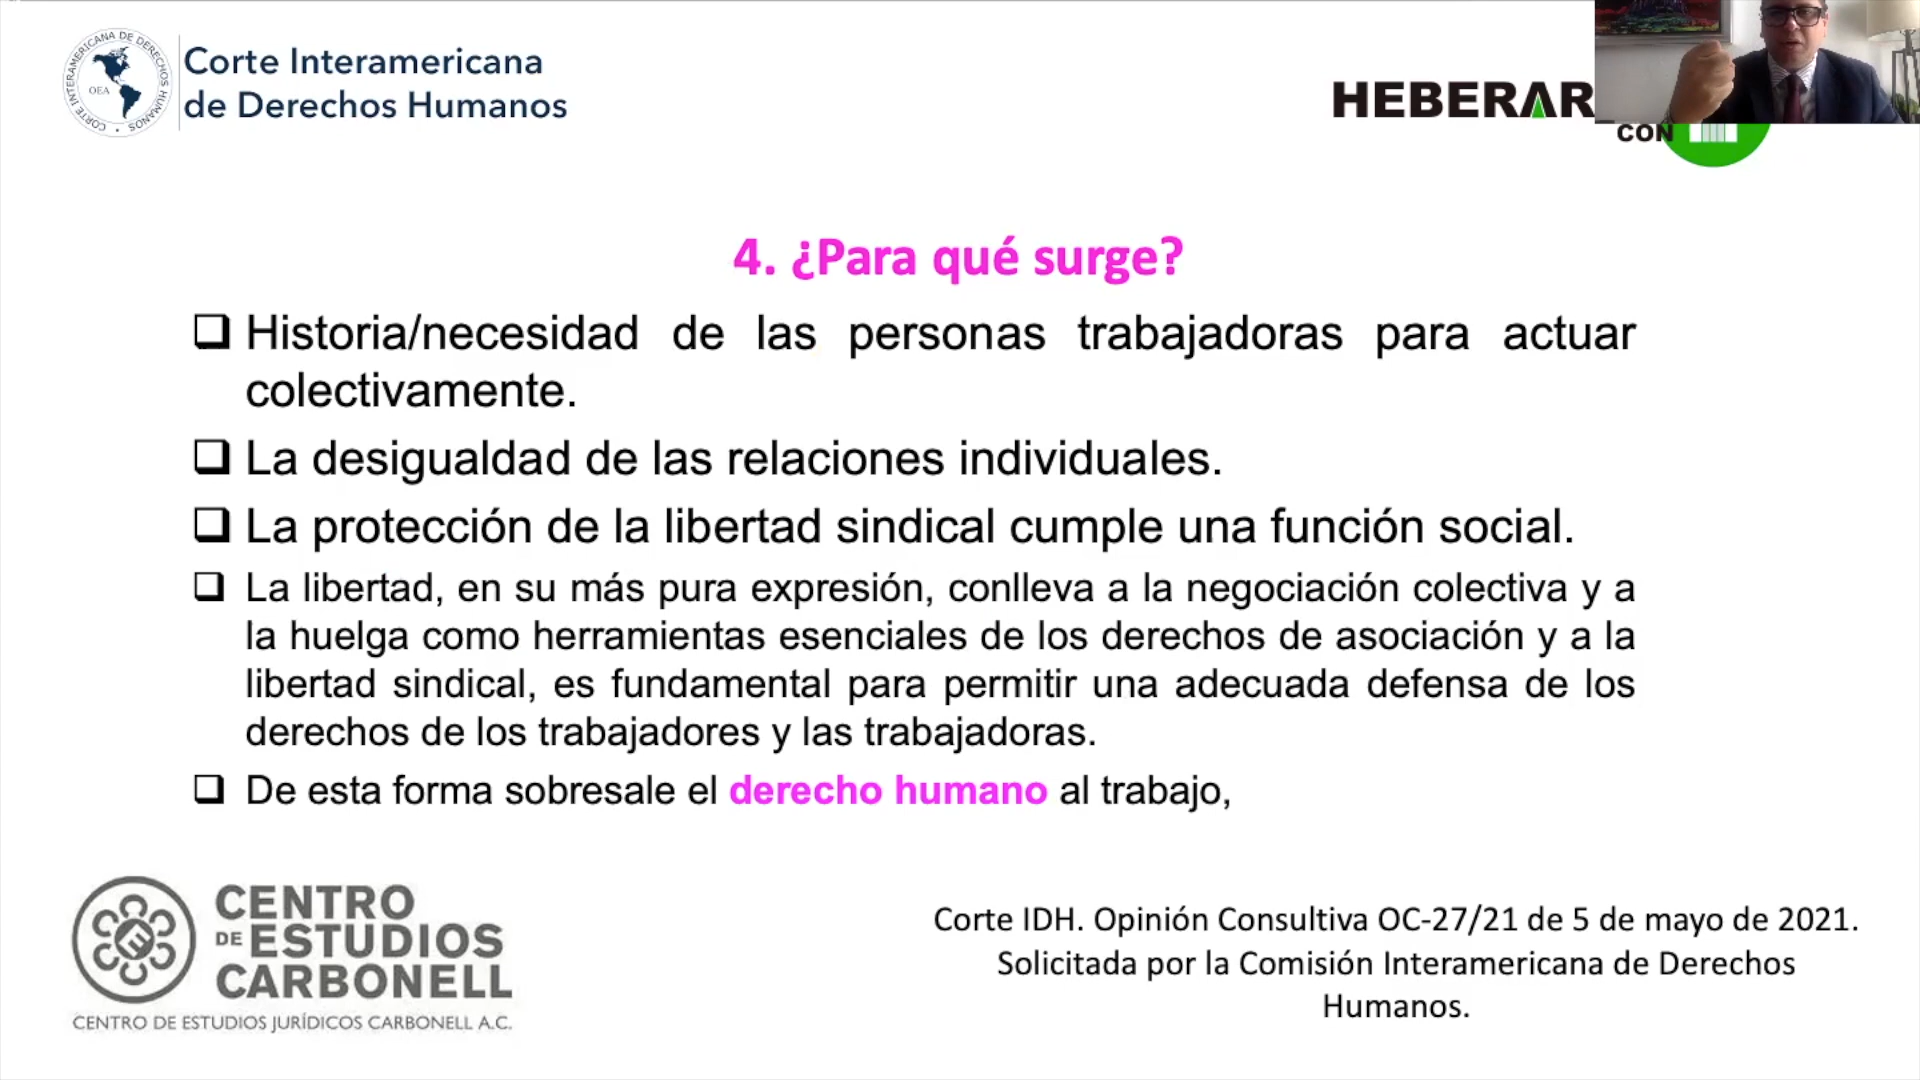 CORTE INTERAMERICANA DE DERECHOS HUMANOS
OEA
Corte Interamericana
de Derechos Humanos
HEBERAR
CON
4. ¿Para qué surge?
❑ Historia/necesidad de las personas trabajadoras para actuar
colectivamente.
❑ La desigualdad de las relaciones individuales.
❑ La protección de la libertad sindical cumple una función social.
❑ La libertad, en su más pura expresión, conlleva a la negociación colectiva y a
la huelga como herramientas esenciales de los derechos de asociación y a la
libertad sindical, es fundamental para permitir una adecuada defensa de los
derechos de los trabajadores y las trabajadoras.
❑ De esta forma sobresale el derecho humano al trabajo,
CENTRO
DE ESTUDIOS
CARBONELL
CENTRO DE ESTUDIOS JURÍDICOS CARBONELL A.C.
Corte IDH. Opinión Consultiva OC-27/21 de 5 de mayo de 2021.
Solicitada por la Comisión Interamericana de Derechos
Humanos.